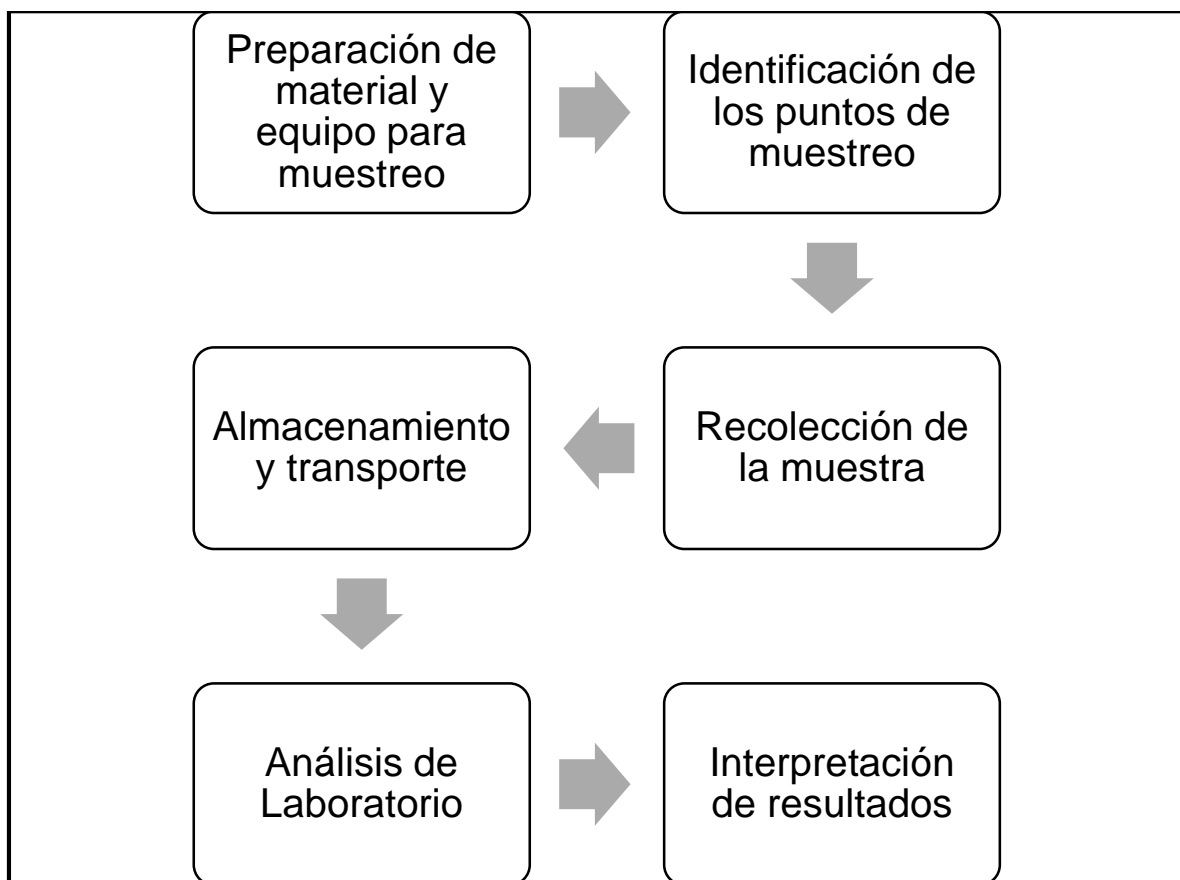 Preparación de
material y
equipo para
muestreo
Identificación de
los puntos de
muestreo
Recolección de
la muestra
Almacenamiento
y transporte
Análisis de
Laboratorio
Interpretación
de resultados